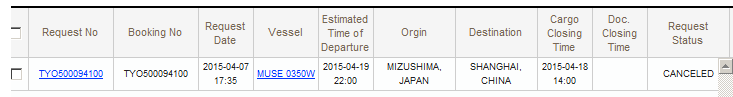 Request No
Booking No
Request
Date
Vessel
Estimated
Time of
Departure
Orgin
Destination
Cargo
Closing
Time
Doc.
Closing
Time
Request
Status
TYO500094100
TYO500094100
2015-04-07
17:35
MUSE 0350W
2015-04-19
22:00
MIZUSHIMA,
JAPAN
SHANGHAI,
CHINA
2015-04-18
14:00
CANCELED